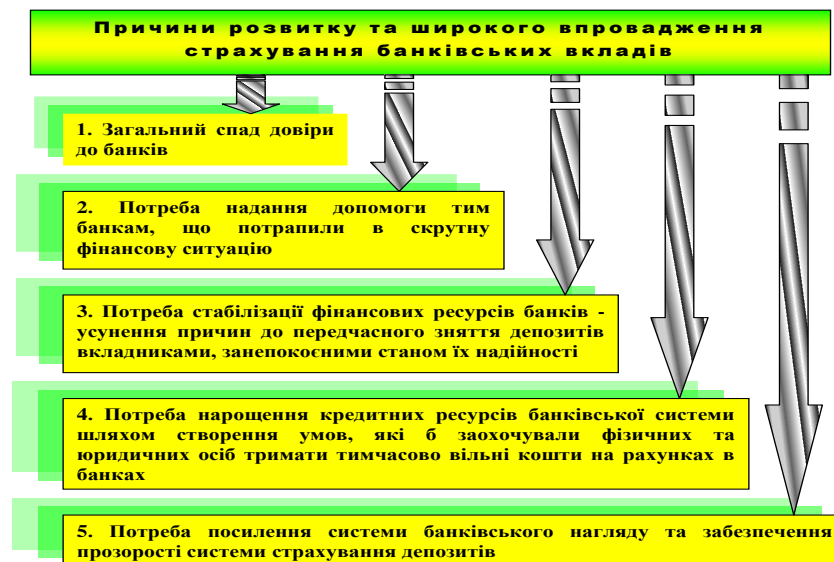 Причини розвитку та широкого впровадження
страхування банківських вкладів
1. Загальний спад довіри
до банків
2. Потреба надання допомоги тим
банкам, що потрапили в скрутну
фінансову ситуацію
3. Потреба стабілізації фінансових ресурсів банків -
усунення причин до передчасного зняття депозитів
вкладниками, занепокоєними станом їх надійності
4. Потреба нарощення кредитних ресурсів банківської системи
шляхом створення умов, які б заохочували фізичних та
юридичних осіб тримати тимчасово вільні кошти на рахунках в
банках
5. Потреба посилення системи банківського нагляду та забезпечення
прозорості системи страхування депозитів